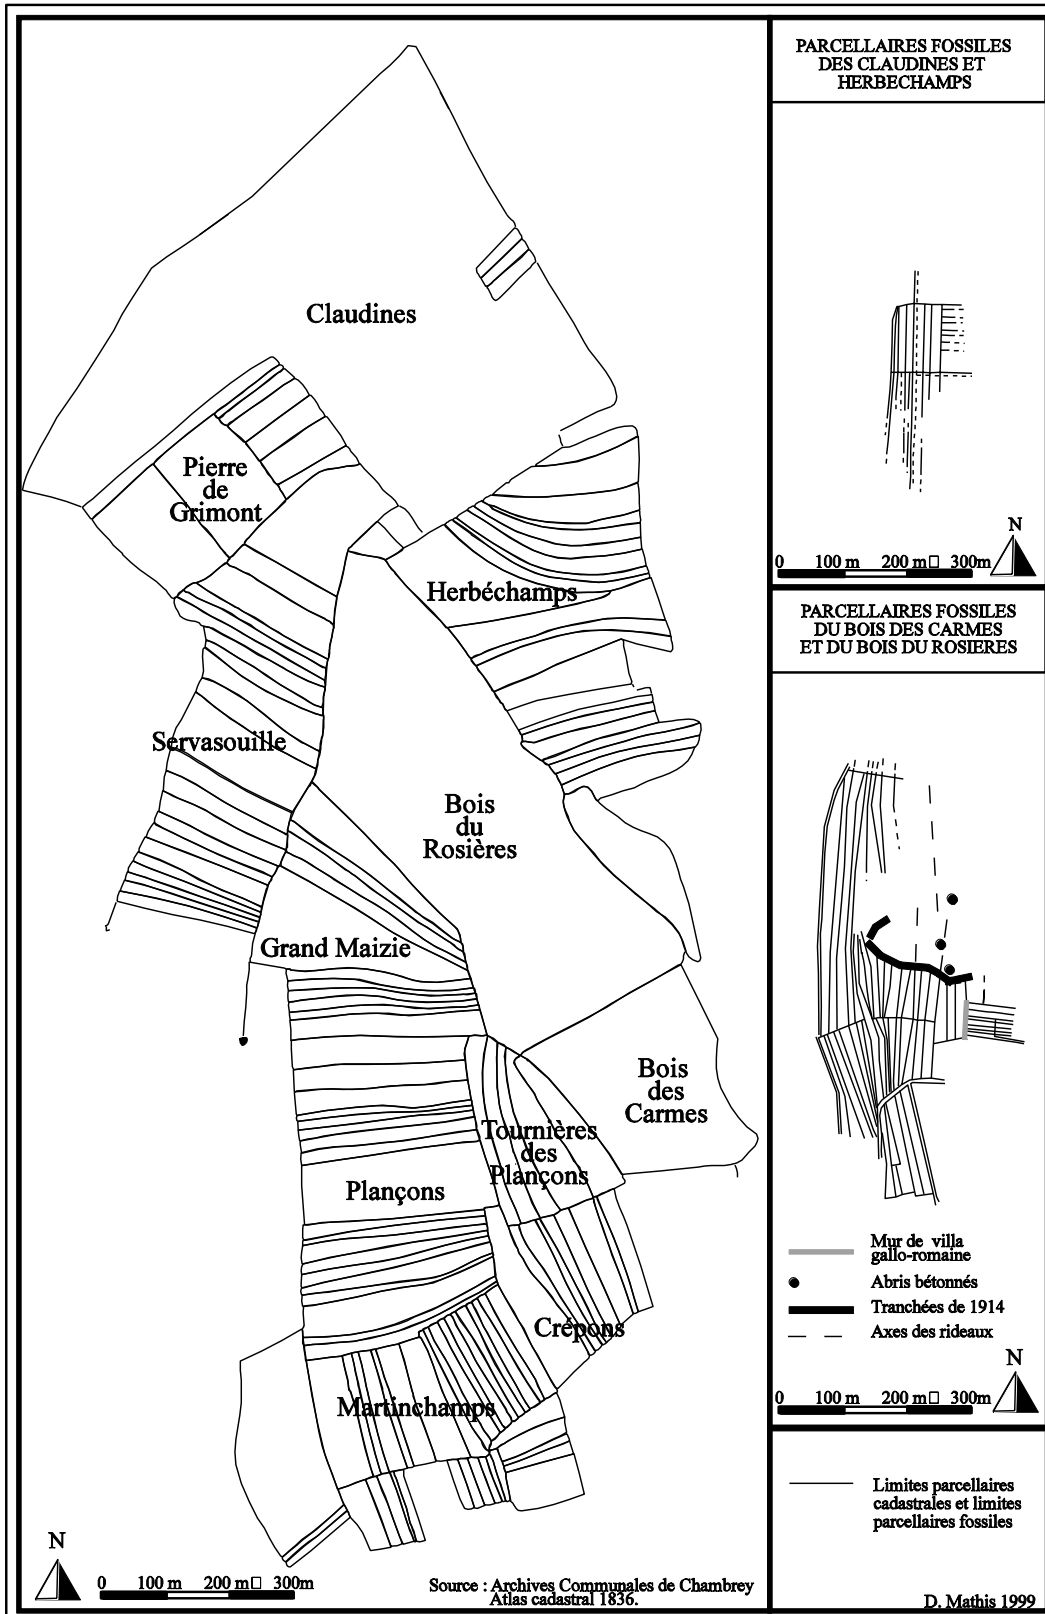 Claudines
Pierre
de
Grimont
Herbéchamps
Servasouille
Bois
du
Rosières
Grand Maizie
Bois
des
Carmes
Tournières
des
Plançons
Plançons
Crépons
Martinchamps
N
0 100 m 200 m□ 300m
Source : Archives Communales de Chambrey
Atlas cadastral 1836.
PARCELLAIRES FOSSILES
DES CLAUDINES ET
HERBECHAMPS
N
0 100 m 200 m□ 300m
PARCELLAIRES FOSSILES
DU BOIS DES CARMES
ET DU BOIS DU ROSIERES
Mur de villa
gallo-romaine
Abris bétonnés
Tranchées de 1914
Axes des rideaux
N
0 100 m 200 m□ 300m
Limites parcellaires
cadastrales et limites
parcellaires fossiles
D. Mathis 1999